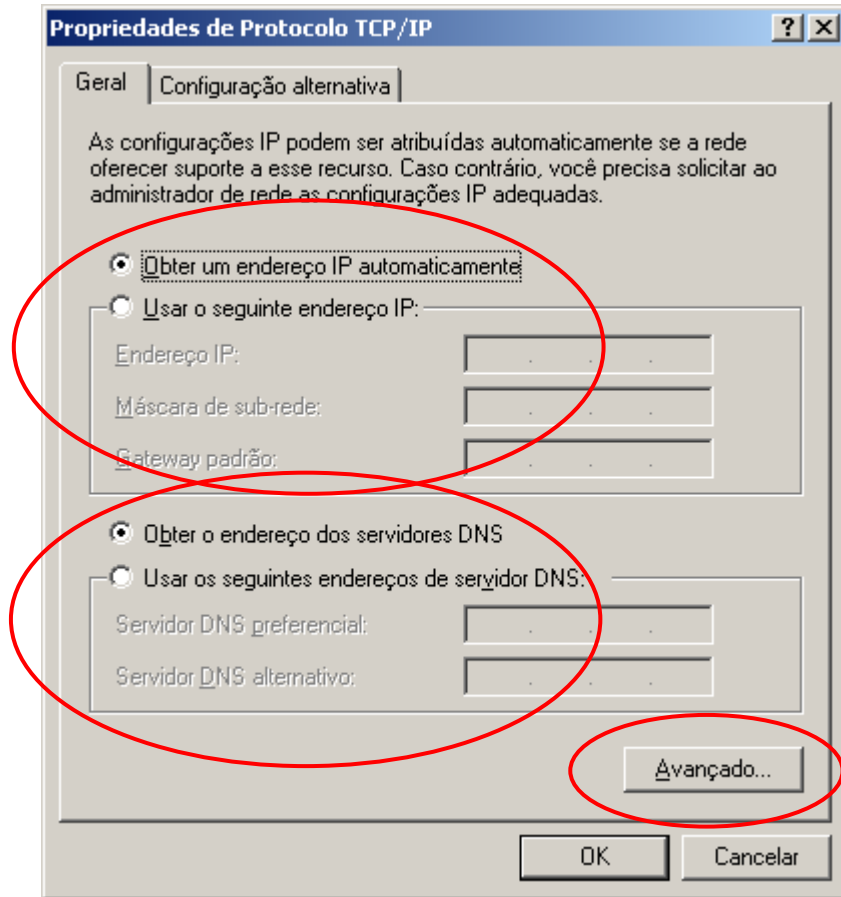 Propriedades de Protocolo TCP/IP
Geral
Configuração alternativa
As configurações IP podem ser atribuídas automaticamente se a rede
oferecer suporte a esse recurso. Caso contrário, você precisa solicitar ao
administrador de rede as configurações IP adequadas.
Obter um endereço IP automaticamente
Usar o seguinte endereço IP:
Endereço IP:
Máscara de sub-rede:
Gateway padrão:
Obter o endereço dos servidores DNS
Usar os seguintes endereços de servidor DNS:
Servidor DNS preferencial:
Servidor DNS alternativo:
Avançado...
OK
Cancelar